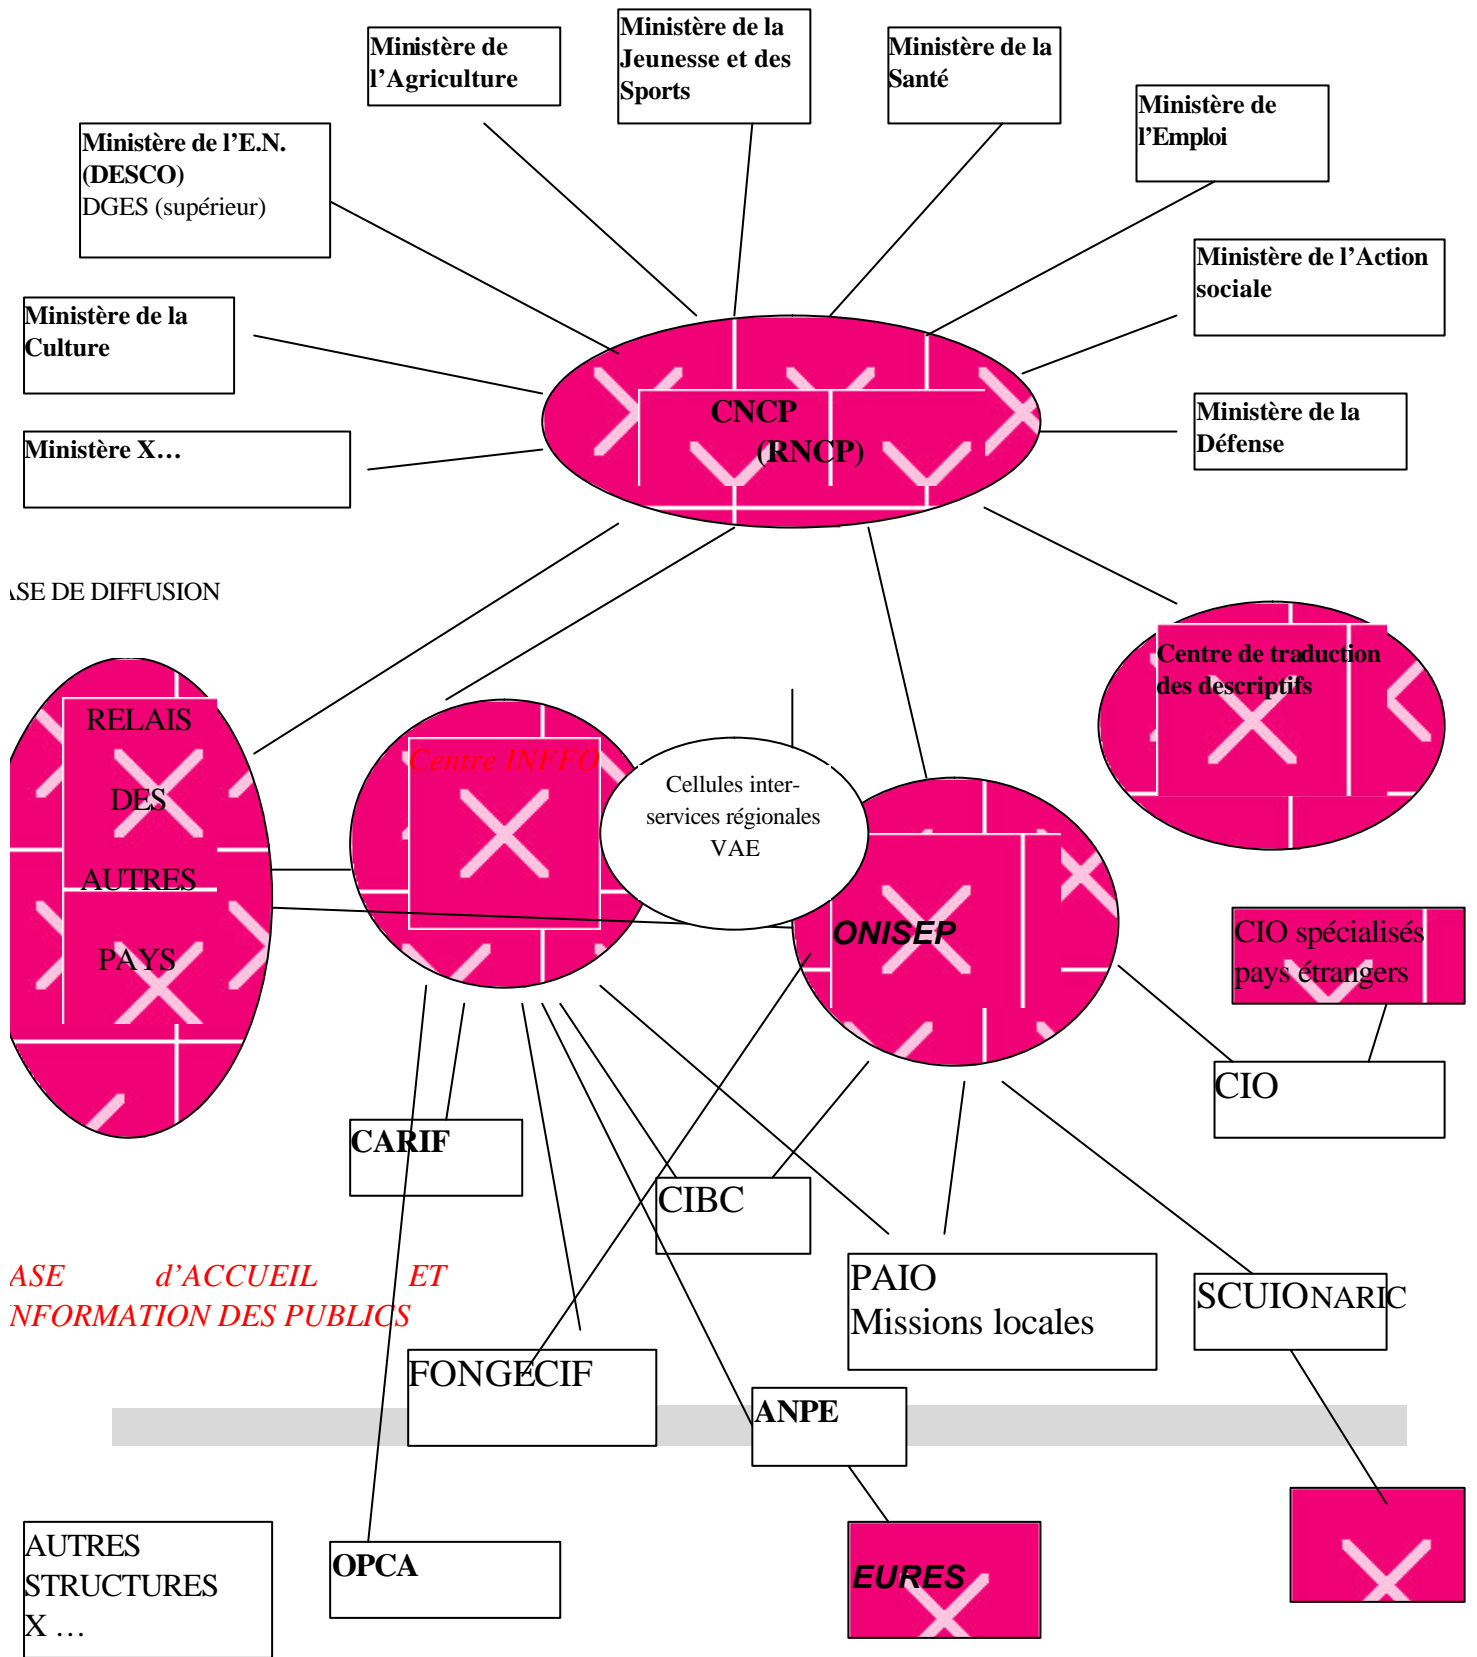 Ministère de la
Jeunesse et des
Sports
Ministère de
l'Agriculture
Ministère de la
Santé
Ministère de
l'Emploi
Ministère de l'E.N.
(DESCO)
DGES (supérieur)
Ministère de l'Action
sociale
Ministère de la
Culture
CNCP
(RNCP)
Ministère de la
Défense
Ministère X…
ASE DE DIFFUSION
Centre de traduction
des descriptifs
RELAIS
DES
AUTRES
PAYS
Centre INFFO
Cellules inter-
services régionales
VAE
ONISEP
CIO spécialisés
pays étrangers
CIO
CARIF
CIBC
ASE d'ACCUEIL ET
NFORMATION DES PUBLICS
PAIO
Missions locales
SCUIO NARIC
FONGECIF
ANPE
AUTRES
STRUCTURES
X …
OPCA
EURES